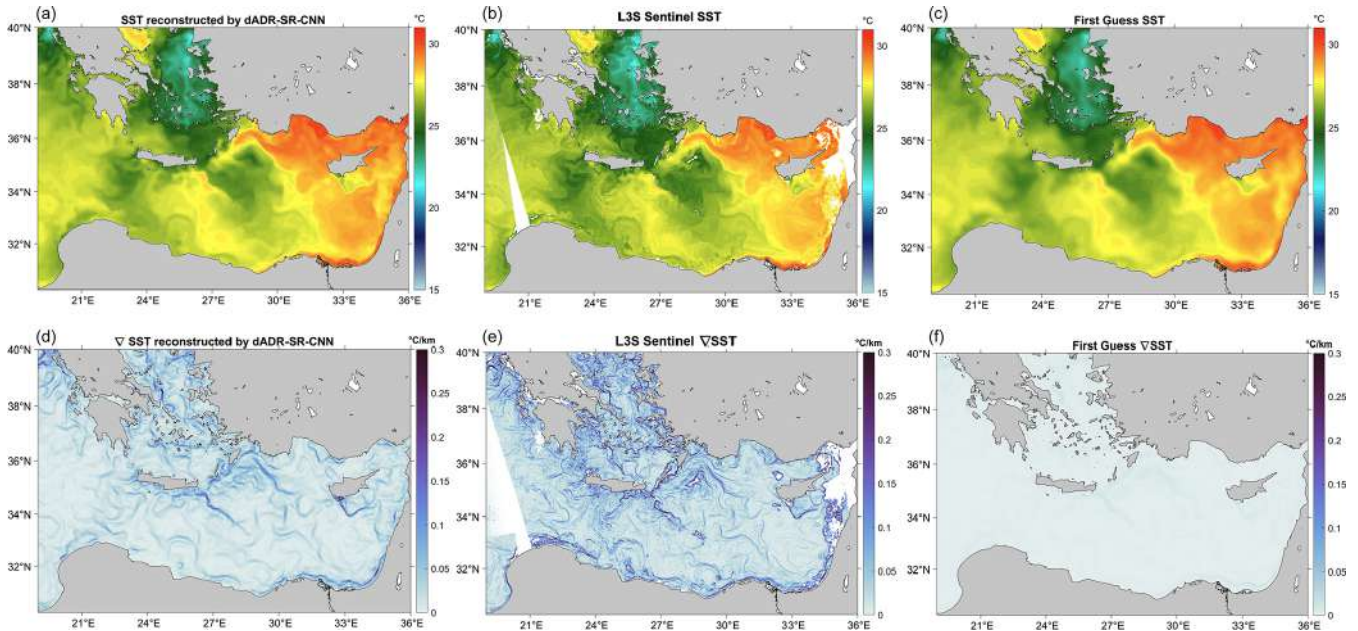 (a) SST reconstructed by dADR-SR-CNN °C
40°N
38°N
36°N
34°N
32°N
21°E 24°E 27°E 30°E 33°E 36°E
30
25
20
15
(b) L3S Sentinel SST °C
40°N
38°N
36°N
34°N
32°N
21°E 24°E 27°E 30°E 33°E 36°E
30
25
20
15
(c) First Guess SST °C
40°N
38°N
36°N
34°N
32°N
21°E 24°E 27°E 30°E 33°E 36°E
30
25
20
15
(d) ∇ SST reconstructed by dADR-SR-CNN °C/km
40°N
38°N
36°N
34°N
32°N
21°E 24°E 27°E 30°E 33°E 36°E
0.3
0.25
0.2
0.15
0.1
0.05
0
(e) L3S Sentinel ∇SST °C/km
40°N
38°N
36°N
34°N
32°N
21°E 24°E 27°E 30°E 33°E 36°E
0.3
0.25
0.2
0.15
0.1
0.05
0
(f) First Guess ∇SST °C/km
40°N
38°N
36°N
34°N
32°N
21°E 24°E 27°E 30°E 33°E 36°E
0.3
0.25
0.2
0.15
0.1
0.05
0